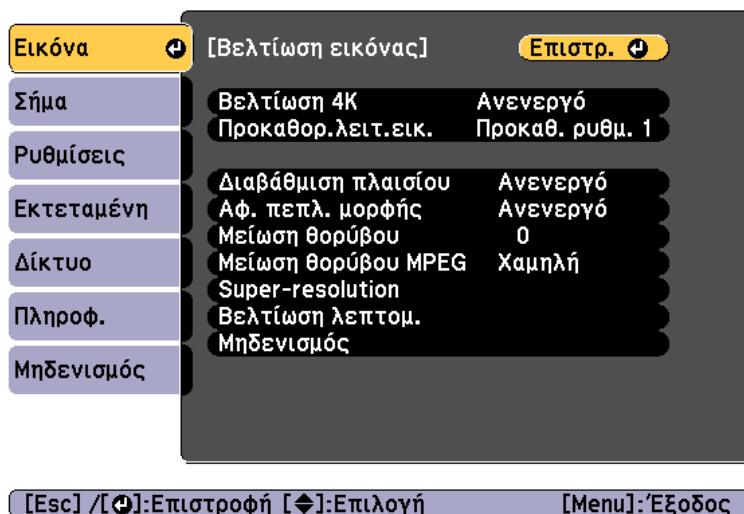 Εικόνα
Σήμα
Ρυθμίσεις
Εκτεταμένη
Δίκτυο
Πληροφ.
Μηδενισμός
[Βελτίωση εικόνας] Επιστρ.
Βελτίωση 4K Ανενεργό
Προκαθορ.λειτ.εικ. Προκαθ. ρυθμ. 1
Διαβάθμιση πλαισίου Ανενεργό
Αφ. πεπλ. μορφής Ανενεργό
Μείωση θορύβου 0
Μείωση θορύβου MPEG Χαμηλή
Super-resolution
Βελτίωση λεπτομ.
Μηδενισμός
[Esc] /[⏎]:Επιστροφή [◆]:Επιλογή [Menu]:Έξοδος